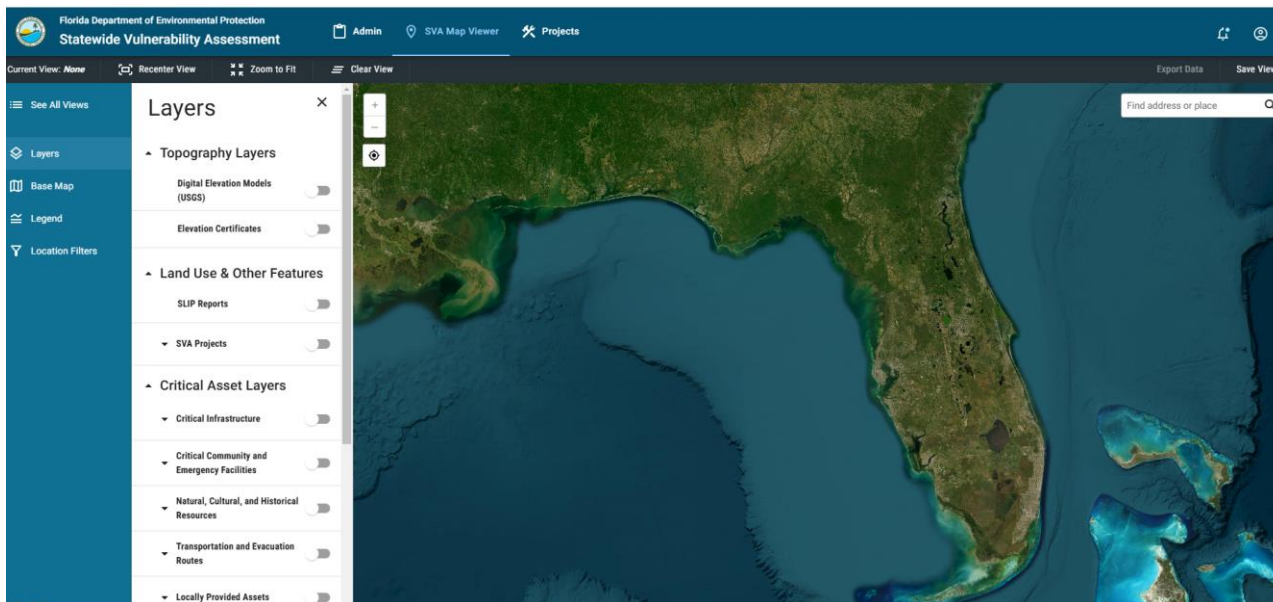 Florida Department of Environmental Protection
Statewide Vulnerability Assessment
Admin
SVA Map Viewer
Projects
Current View: None
Recenter View
Zoom to Fit
Clear View
Export Data
Save View
See All Views
Layers
Base Map
Legend
Location Filters
Layers
Topography Layers
Digital Elevation Models
(USGS)
Elevation Certificates
Land Use & Other Features
SLIP Reports
SVA Projects
Critical Asset Layers
Critical Infrastructure
Critical Community and
Emergency Facilities
Natural, Cultural, and Historical
Resources
Transportation and Evacuation
Routes
Locally Provided Assets
Find address or place